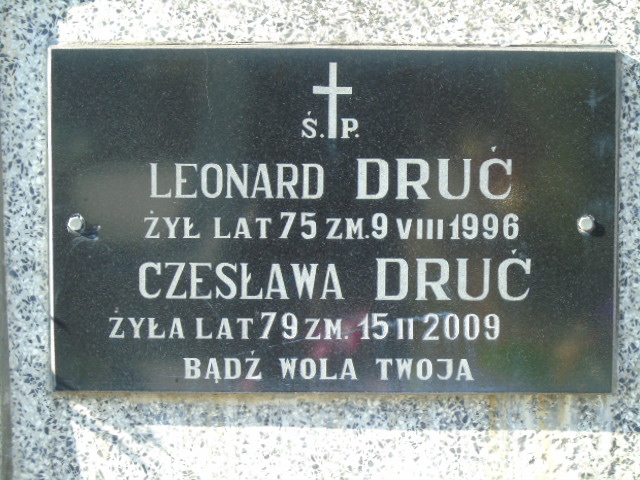 Ś.P.
LEONARD DRUĆ
ŻYŁ LAT 75 ZM. 9 VIII 1996
CZESŁAWA DRUĆ
ŻYŁA LAT 79 ZM. 15 II 2009
BĄDŹ WOLA TWOJA